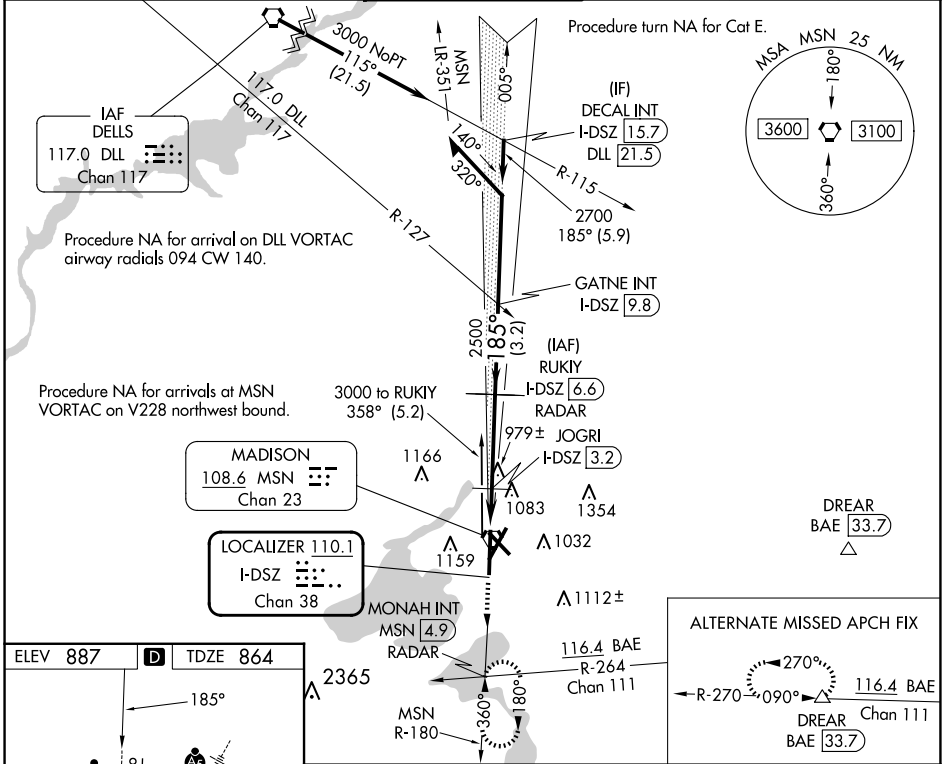 Procedure turn NA for Cat E.
MSA MSN 25 NM
180°
3600
3100
360°
3000 NoPT
115°
(21.5)
MSN
LR-351
005°
(IF)
DECAL INT
I-DSZ 15.7
DLL 21.5
117.0 DLL
Chan 117
IAF
DELLS
117.0 DLL
Chan 117
140°
320°
R-115
2700
185° (5.9)
R-127
Procedure NA for arrival on DLL VORTAC
airway radials 094 CW 140.
GATNE INT
I-DSZ 9.8
2500
185°
(3.2)
(IAF)
RUKIY
I-DSZ 6.6
RADAR
Procedure NA for arrivals at MSN
VORTAC on V228 northwest bound.
3000 to RUKIY
358° (5.2)
979±
JOGRI
I-DSZ 3.2
1166
1083
1354
MADISON
108.6 MSN
Chan 23
DREAR
BAE 33.7
1159
1032
LOCALIZER 110.1
I-DSZ
Chan 38
1112±
MONAH INT
MSN 4.9
RADAR
116.4 BAE
R-264
Chan 111
2365
MSN
R-180
360°
180°
ALTERNATE MISSED APCH FIX
270°
R-270
090°
116.4 BAE
Chan 111
DREAR
BAE 33.7
ELEV 887
D
TDZE 864
185°